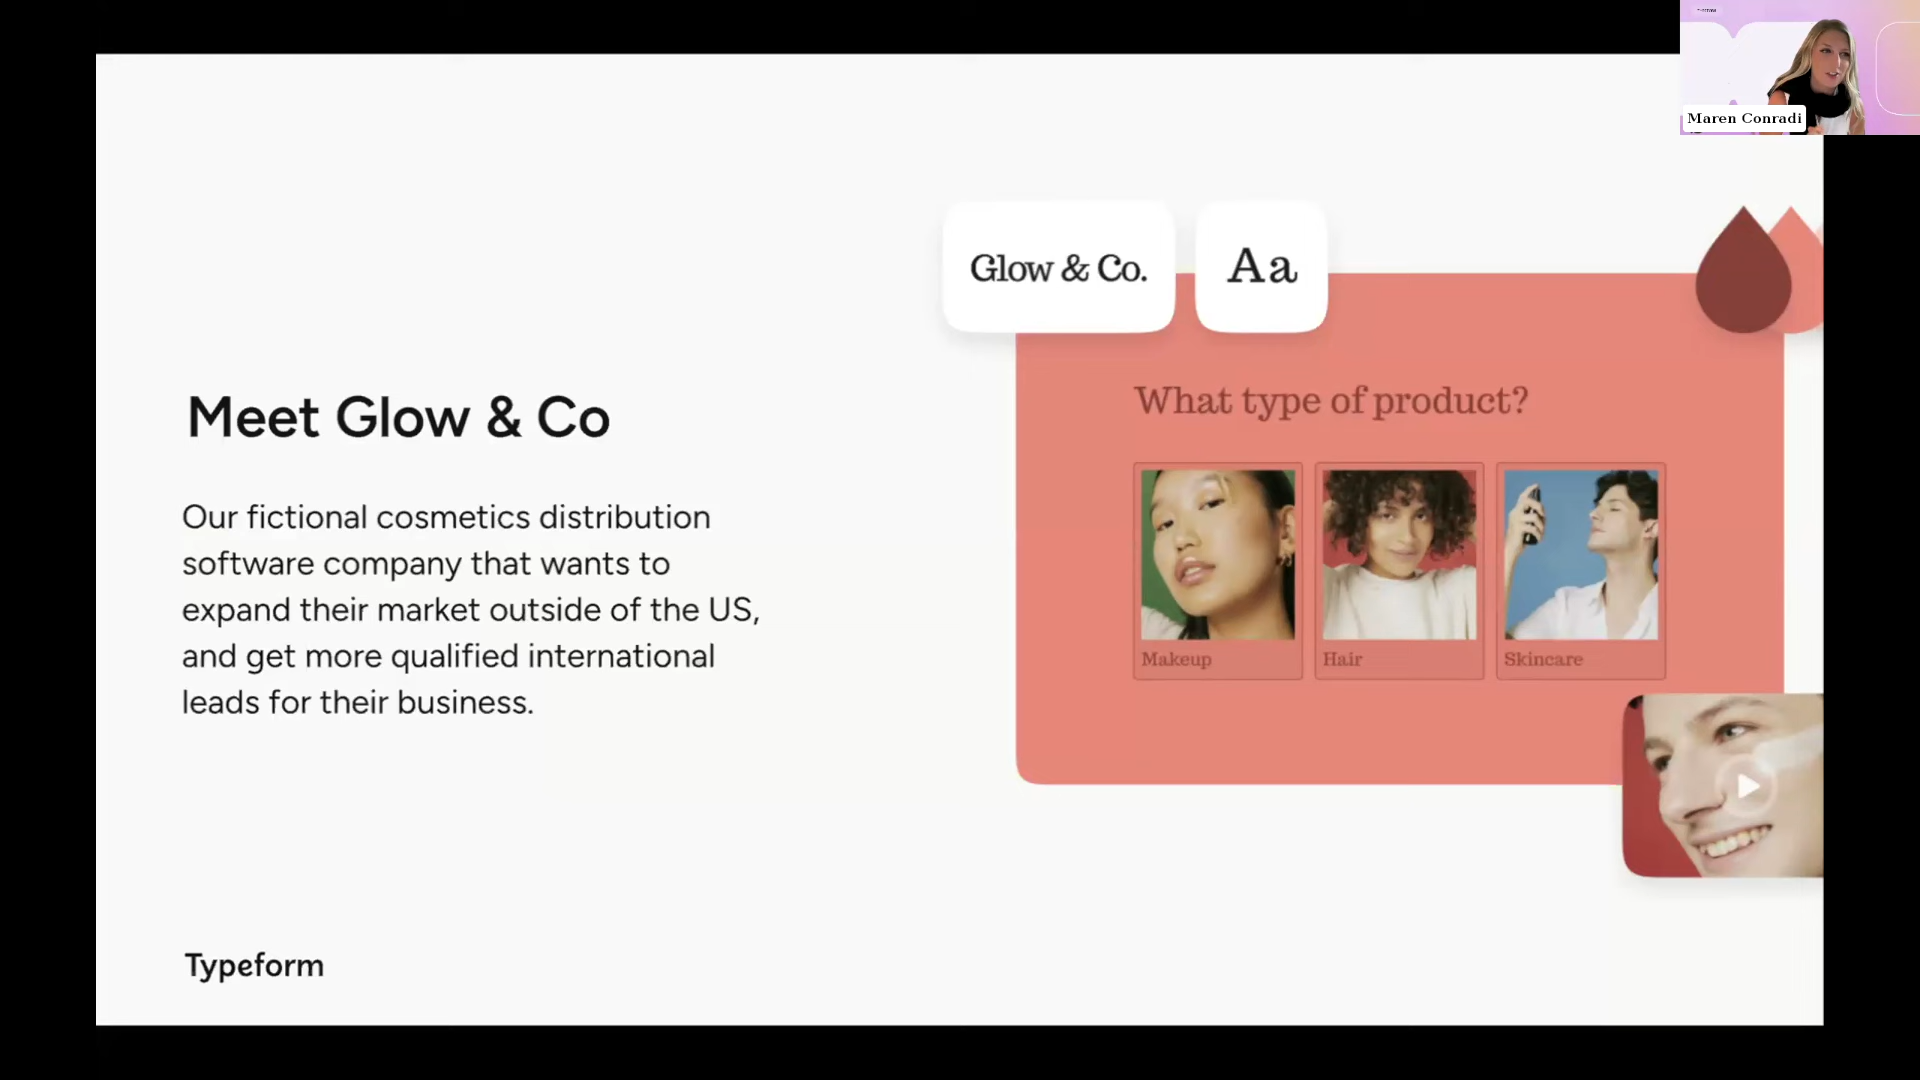 Maren Conradi
Glow & Co.
Aa
What type of product?
Makeup
Hair
Skincare
Meet Glow & Co
Our fictional cosmetics distribution
software company that wants to
expand their market outside of the US,
and get more qualified international
leads for their business.
Typeform